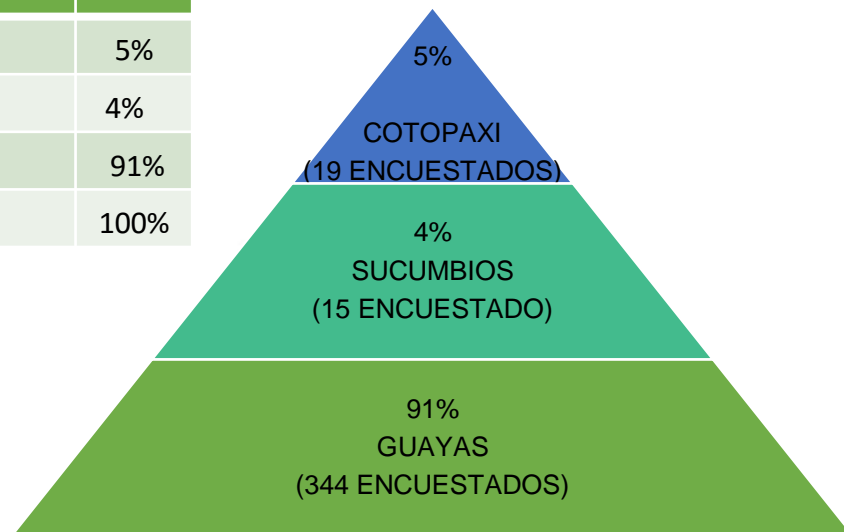 5%
4%
91%
100%
5%
COTOPAXI
(19 ENCUESTADOS)
4%
SUCUMBIOS
(15 ENCUESTADO)
91%
GUAYAS
(344 ENCUESTADOS)